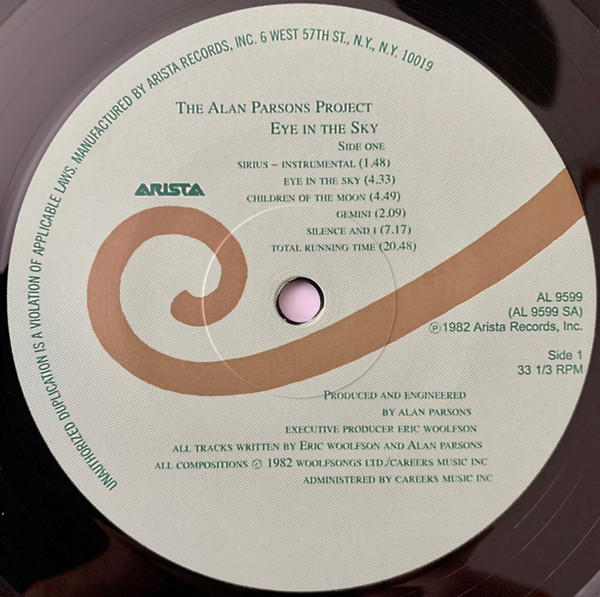 UNAUTHORIZED DUPLICATION IS A VIOLATION OF APPLICABLE LAWS. MANUFACTURED BY ARISTA RECORDS, INC. 6 WEST 57TH ST., N.Y., N.Y. 10019
THE ALAN PARSONS PROJECT
EYE IN THE SKY
SIDE ONE
SIRIUS – INSTRUMENTAL (1.48)
EYE IN THE SKY (4.33)
CHILDREN OF THE MOON (4.49)
GEMINI (2.09)
SILENCE AND I (7.17)
TOTAL RUNNING TIME (20.48)
ARISTA
AL 9599
(AL 9599 SA)
℗1982 Arista Records, Inc.
Side 1
33 1/3 RPM
PRODUCED AND ENGINEERED
BY ALAN PARSONS
EXECUTIVE PRODUCER ERIC WOOLFSON
ALL TRACKS WRITTEN BY ERIC WOOLFSON AND ALAN PARSONS
ALL COMPOSITIONS © 1982 WOOLFSONGS LTD./CAREERS MUSIC INC
ADMINISTERED BY CAREERS MUSIC INC